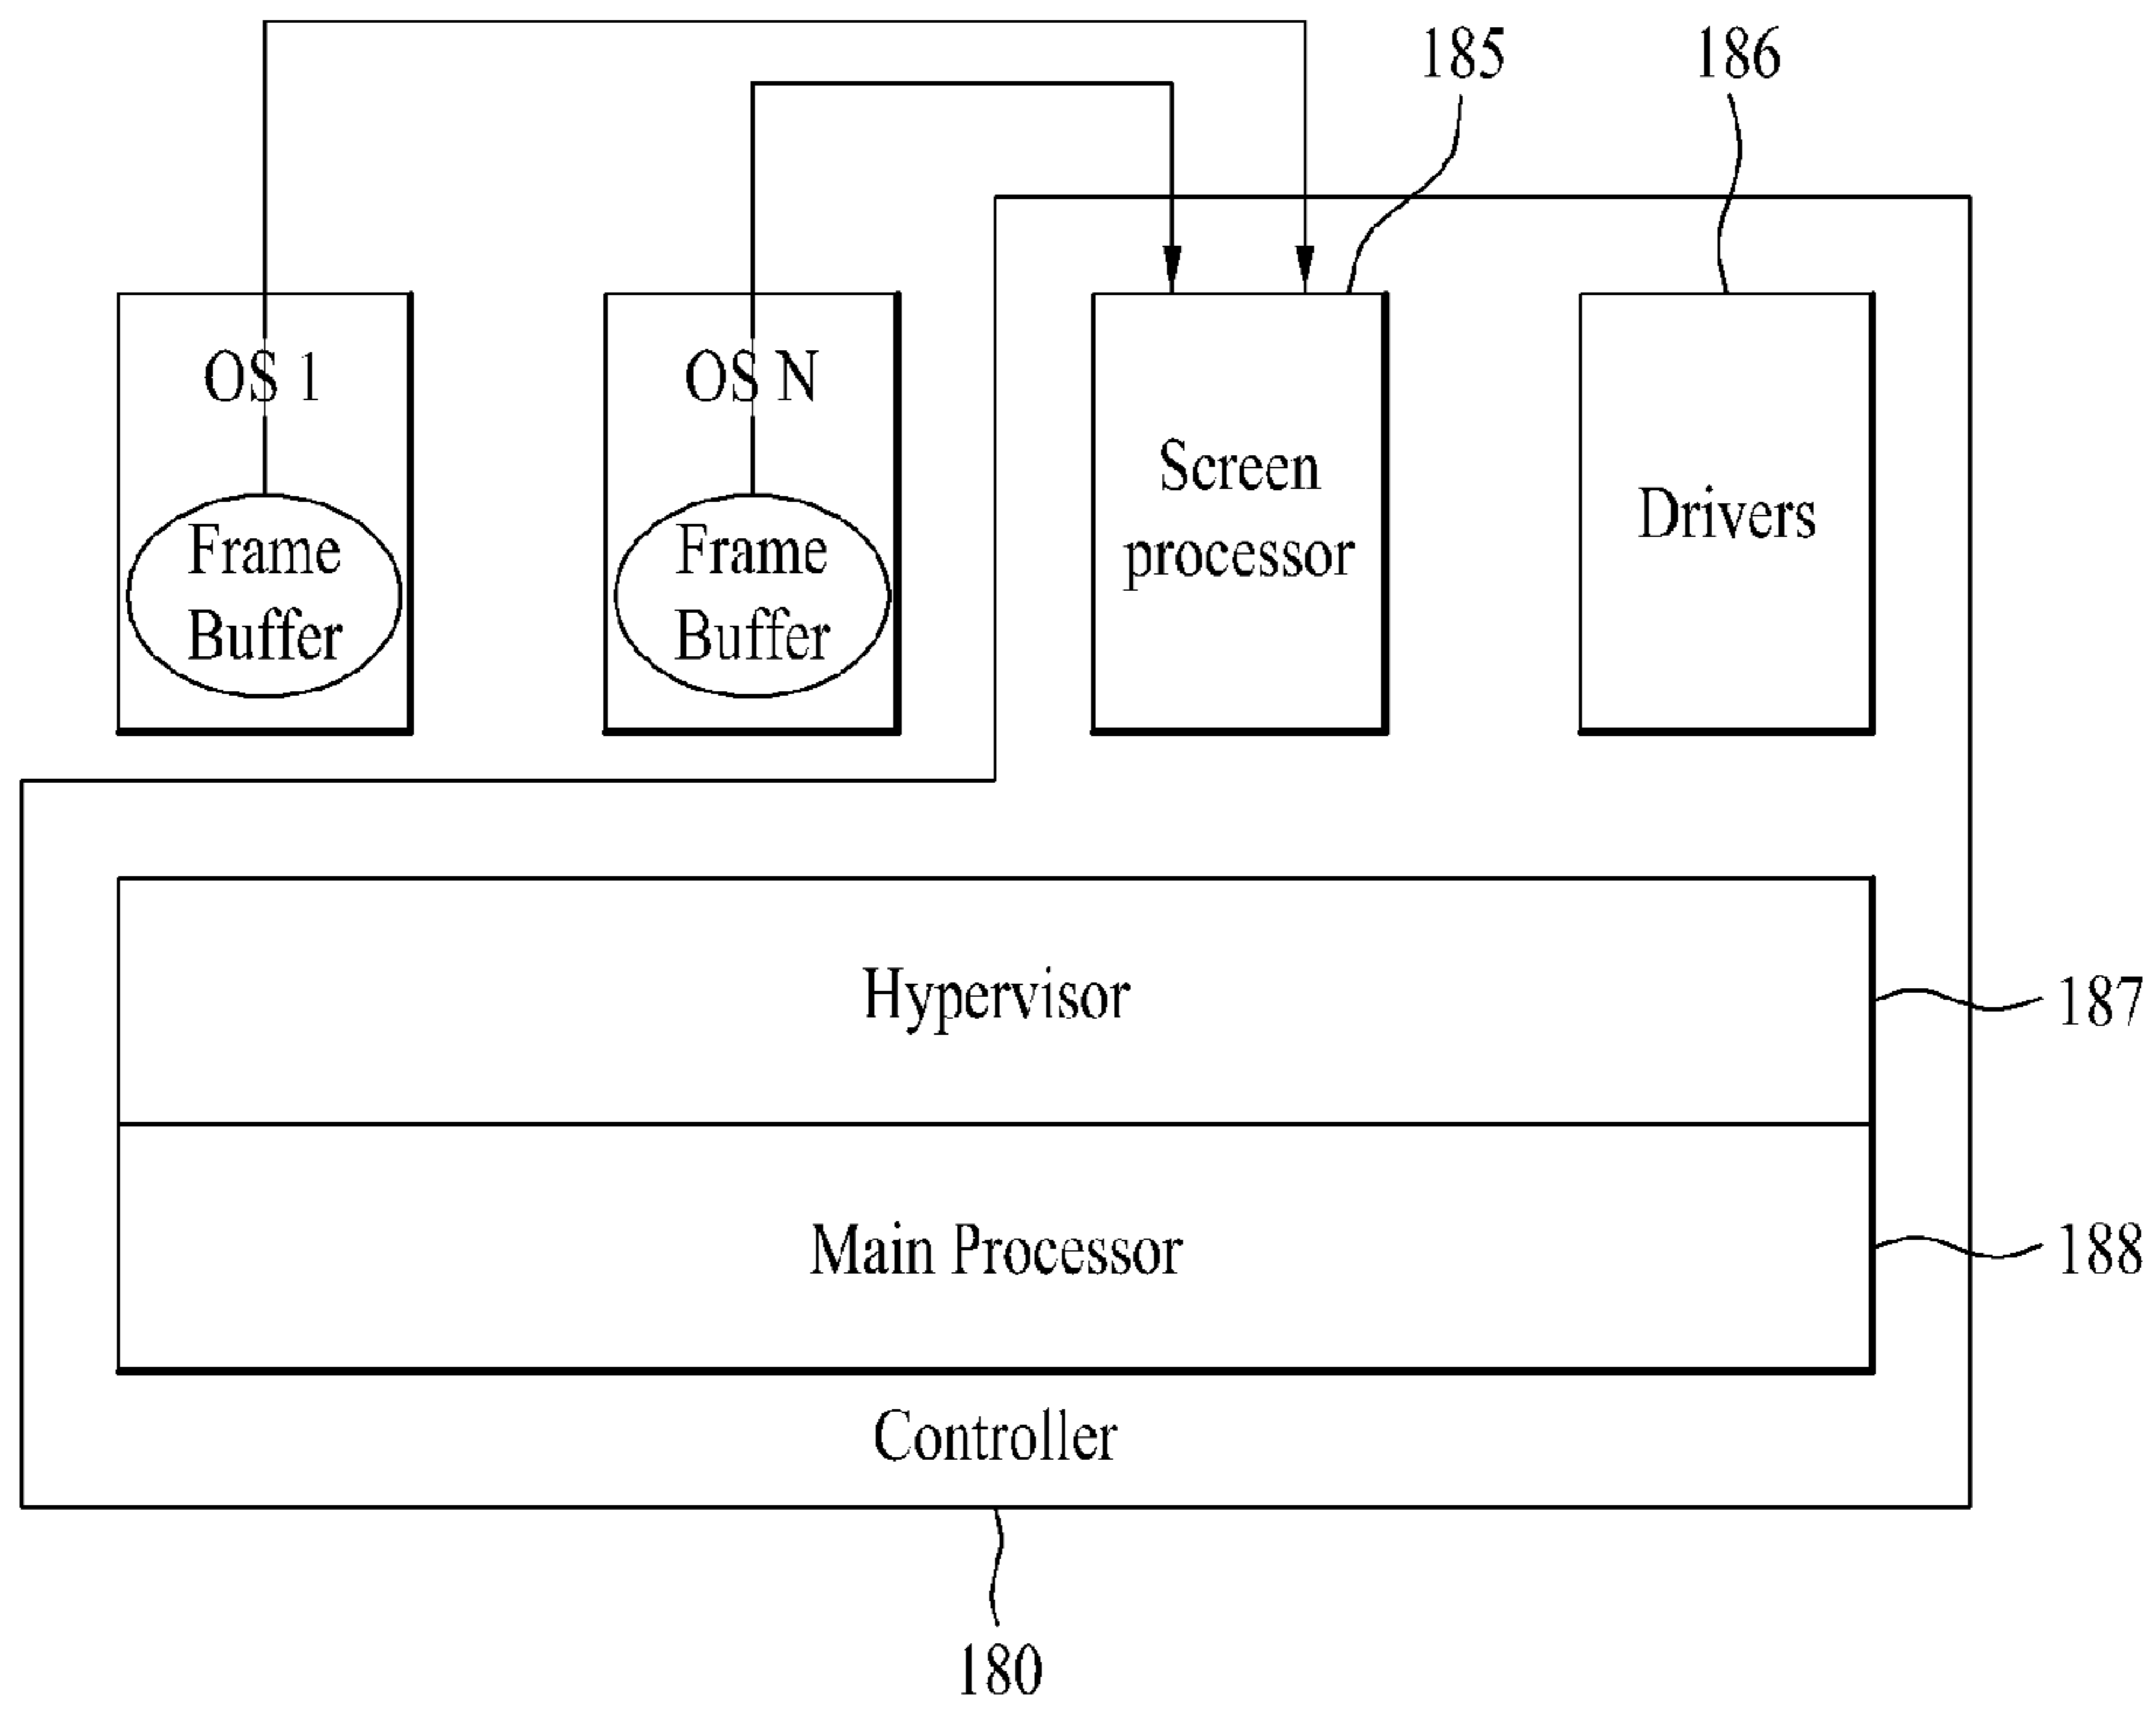 185
186
OS 1
OS N
Frame
Buffer
Frame
Buffer
Screen
processor
Drivers
Hypervisor
187
Main Processor
188
Controller
180